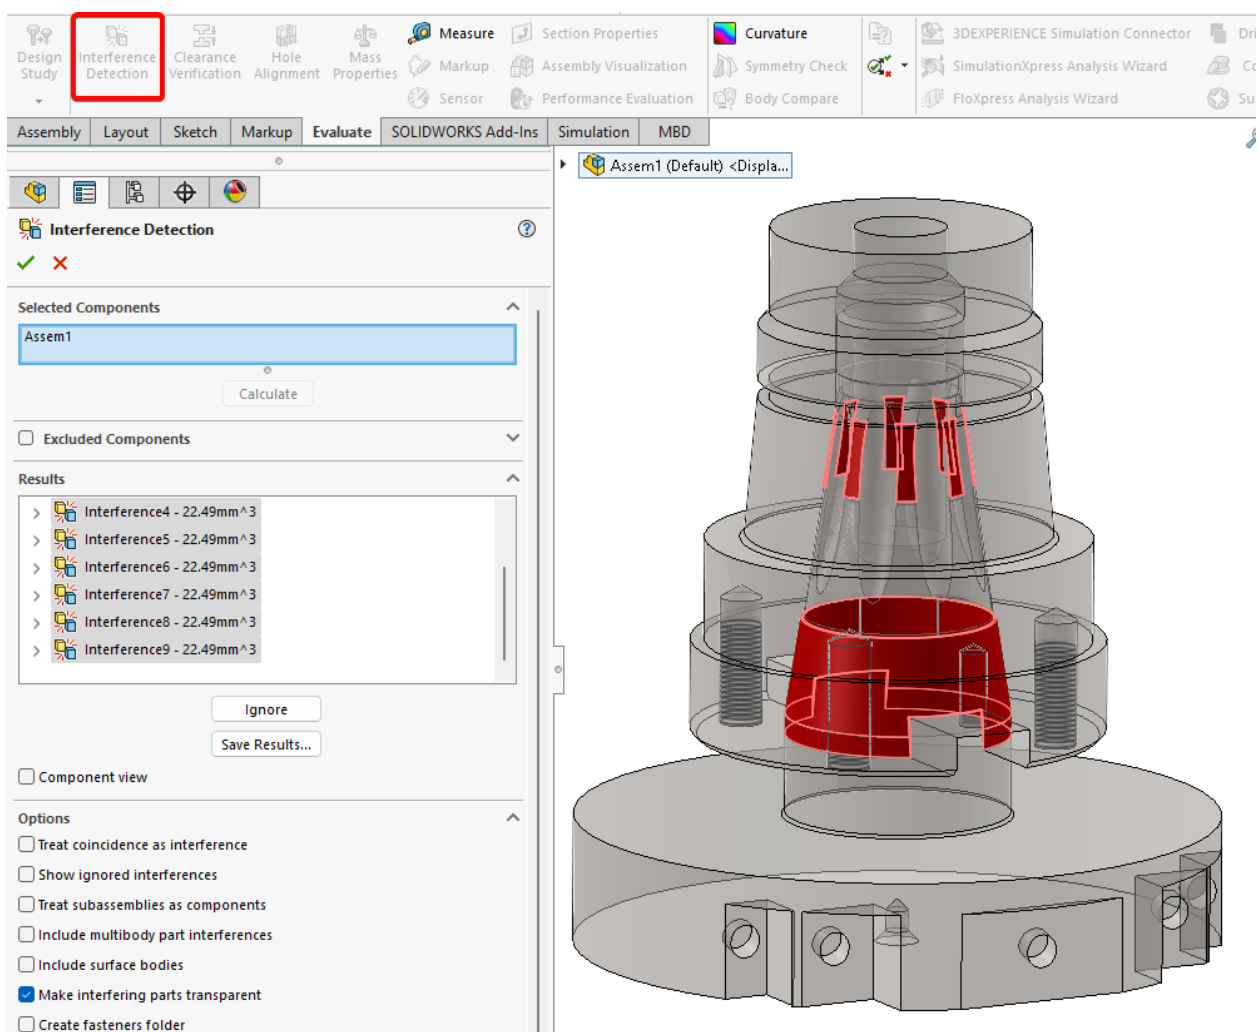 Design Study
Interference Detection
Clearance Verification
Hole Alignment
Mass Properties
Measure
Markup
Sensor
Section Properties
Assembly Visualization
Performance Evaluation
Curvature
Symmetry Check
Body Compare
3DEXPERIENCE Simulation Connector
SimulationXpress Analysis Wizard
FloXpress Analysis Wizard
Dri
Co
Su
Assembly Layout Sketch Markup Evaluate SOLIDWORKS Add-Ins Simulation MBD
Assem1 (Default) <Displa...
Interference Detection
Selected Components
Assem1
Calculate
Excluded Components
Results
Interference4 - 22.49mm^3
Interference5 - 22.49mm^3
Interference6 - 22.49mm^3
Interference7 - 22.49mm^3
Interference8 - 22.49mm^3
Interference9 - 22.49mm^3
Ignore
Save Results...
Component view
Options
Treat coincidence as interference
Show ignored interferences
Treat subassemblies as components
Include multibody part interferences
Include surface bodies
Make interfering parts transparent
Create fasteners folder